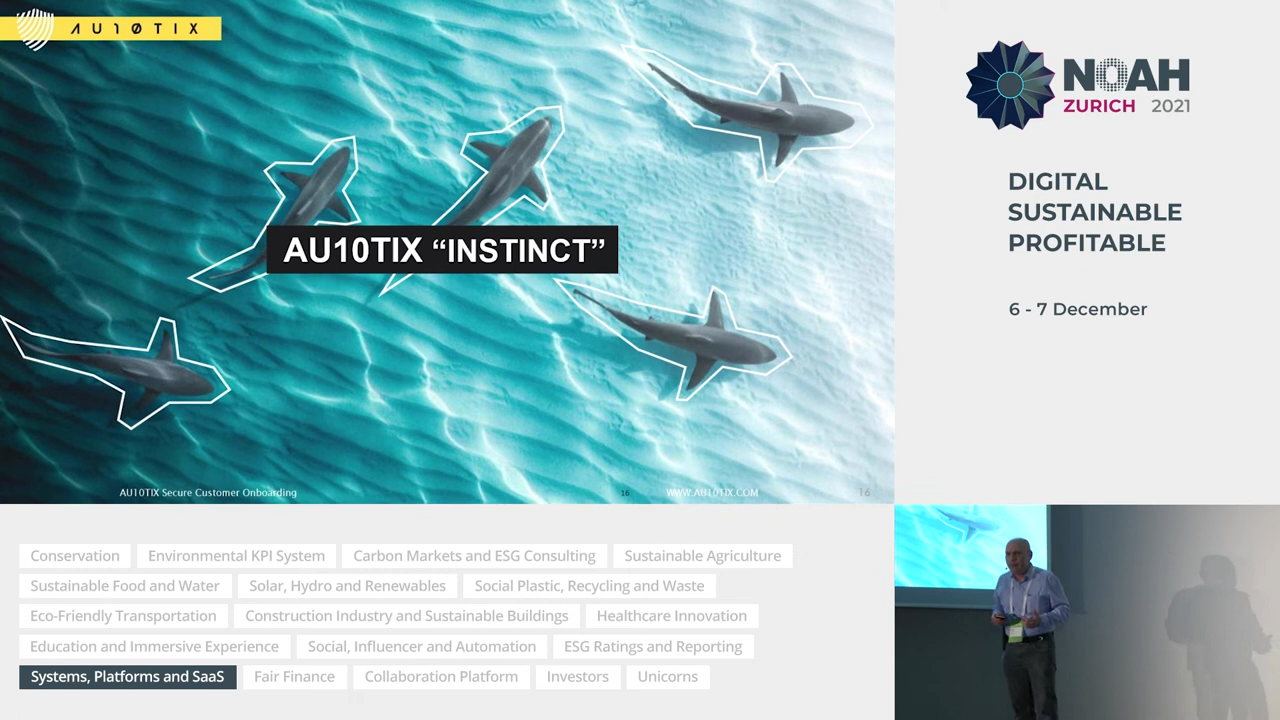 AU10TIX
AU10TIX “INSTINCT”
AU10TIX Secure Customer Onboarding
16
WWW.AU10TIX.COM
16
NOAH
ZURICH 2021
DIGITAL
SUSTAINABLE
PROFITABLE
6 - 7 December
Conservation Environmental KPI System Carbon Markets and ESG Consulting Sustainable Agriculture
Sustainable Food and Water Solar, Hydro and Renewables Social Plastic, Recycling and Waste
Eco-Friendly Transportation Construction Industry and Sustainable Buildings Healthcare Innovation
Education and Immersive Experience Social, Influencer and Automation ESG Ratings and Reporting
Systems, Platforms and SaaS Fair Finance Collaboration Platform Investors Unicorns